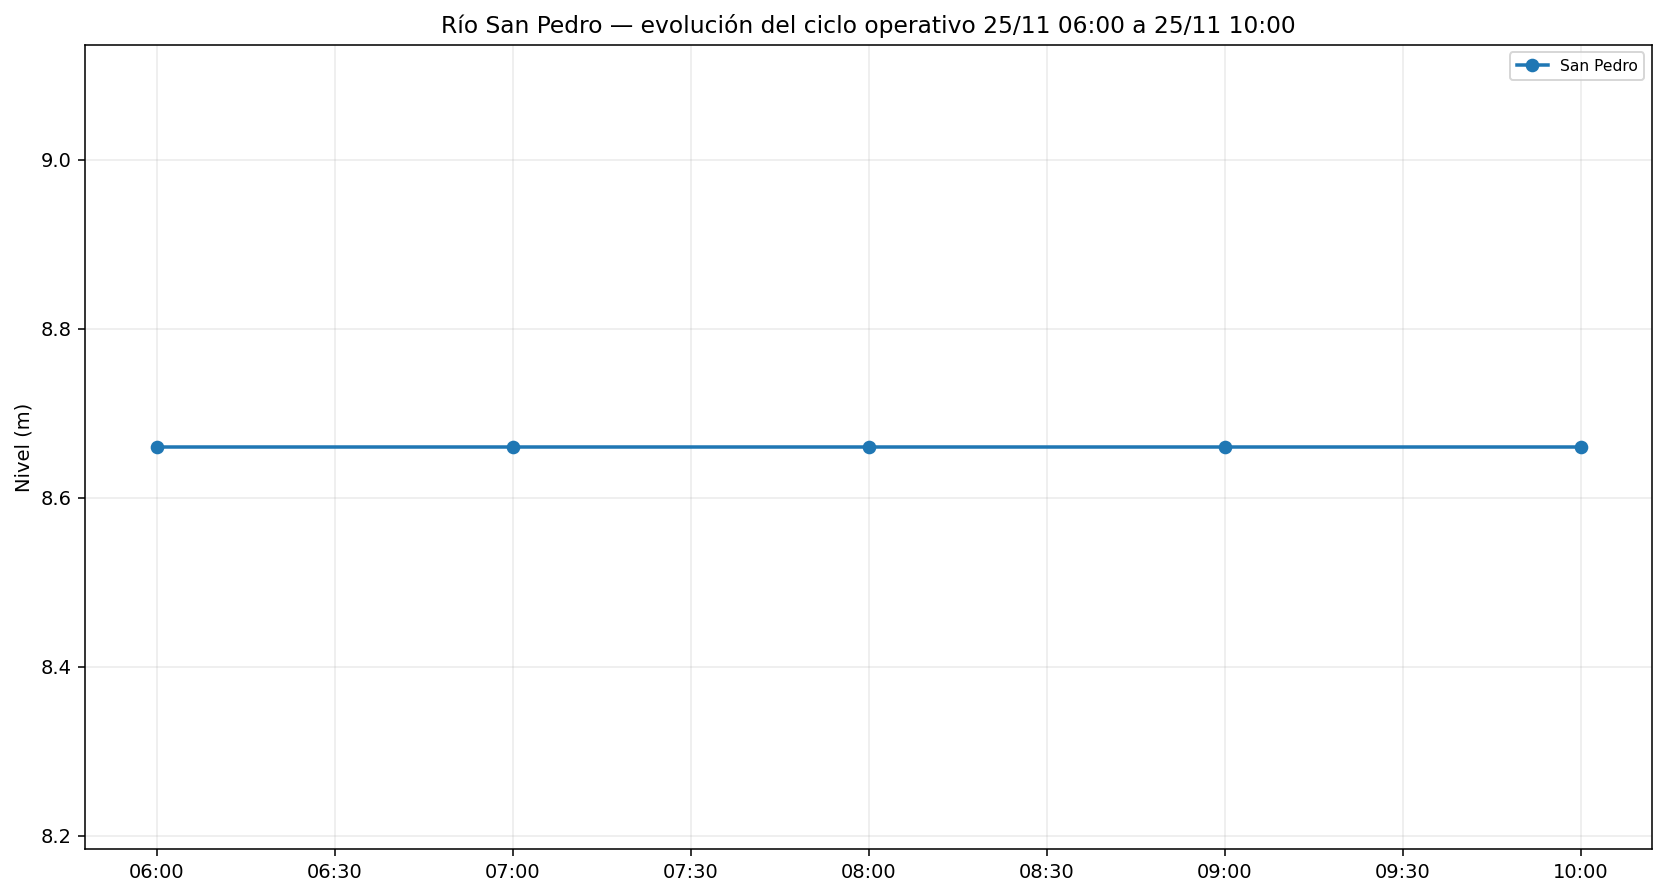 Río San Pedro — evolución del ciclo operativo 25/11 06:00 a 25/11 10:00
San Pedro
Nivel (m)
9.0
8.8
8.6
8.4
8.2
06:00 06:30 07:00 07:30 08:00 08:30 09:00 09:30 10:00